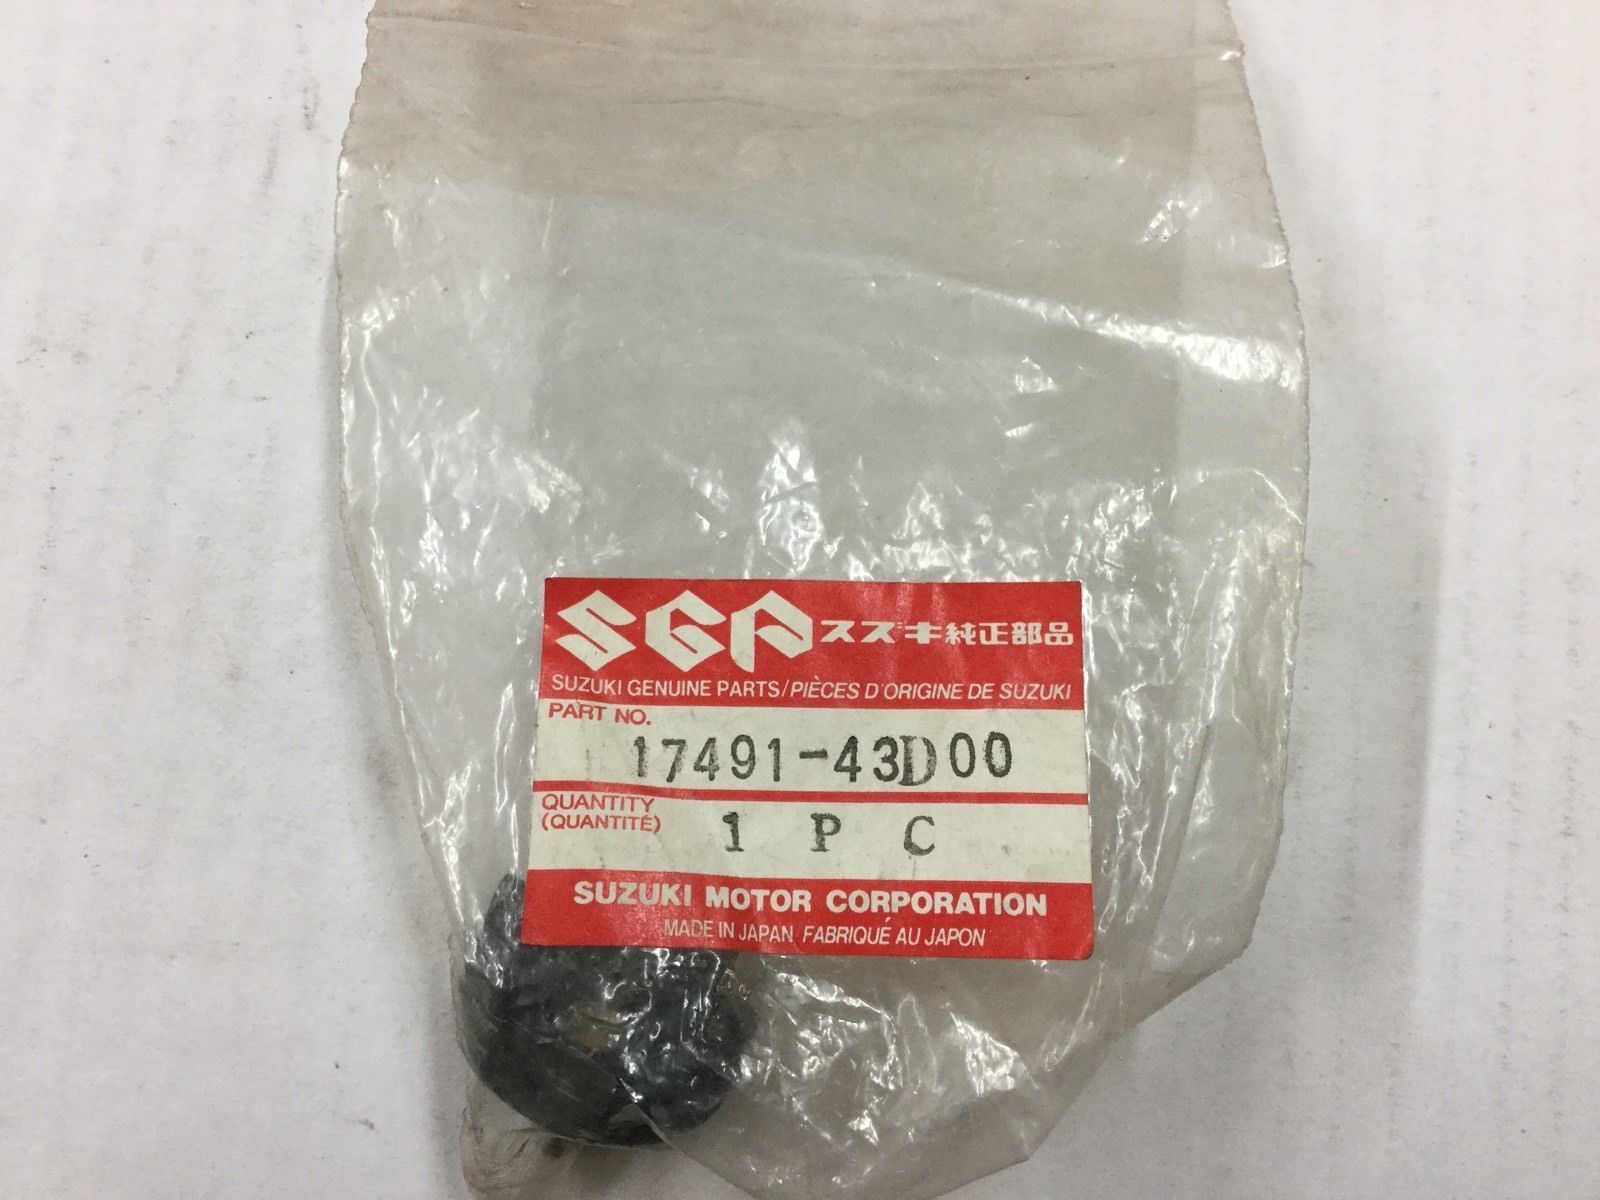 SGP スズキ純正部品
SUZUKI GENUINE PARTS/PIÈCES D'ORIGINE DE SUZUKI
PART NO.
17491-43D00
QUANTITY
(QUANTITÉ)
1 P C
SUZUKI MOTOR CORPORATION
MADE IN JAPAN FABRIQUÉ AU JAPON